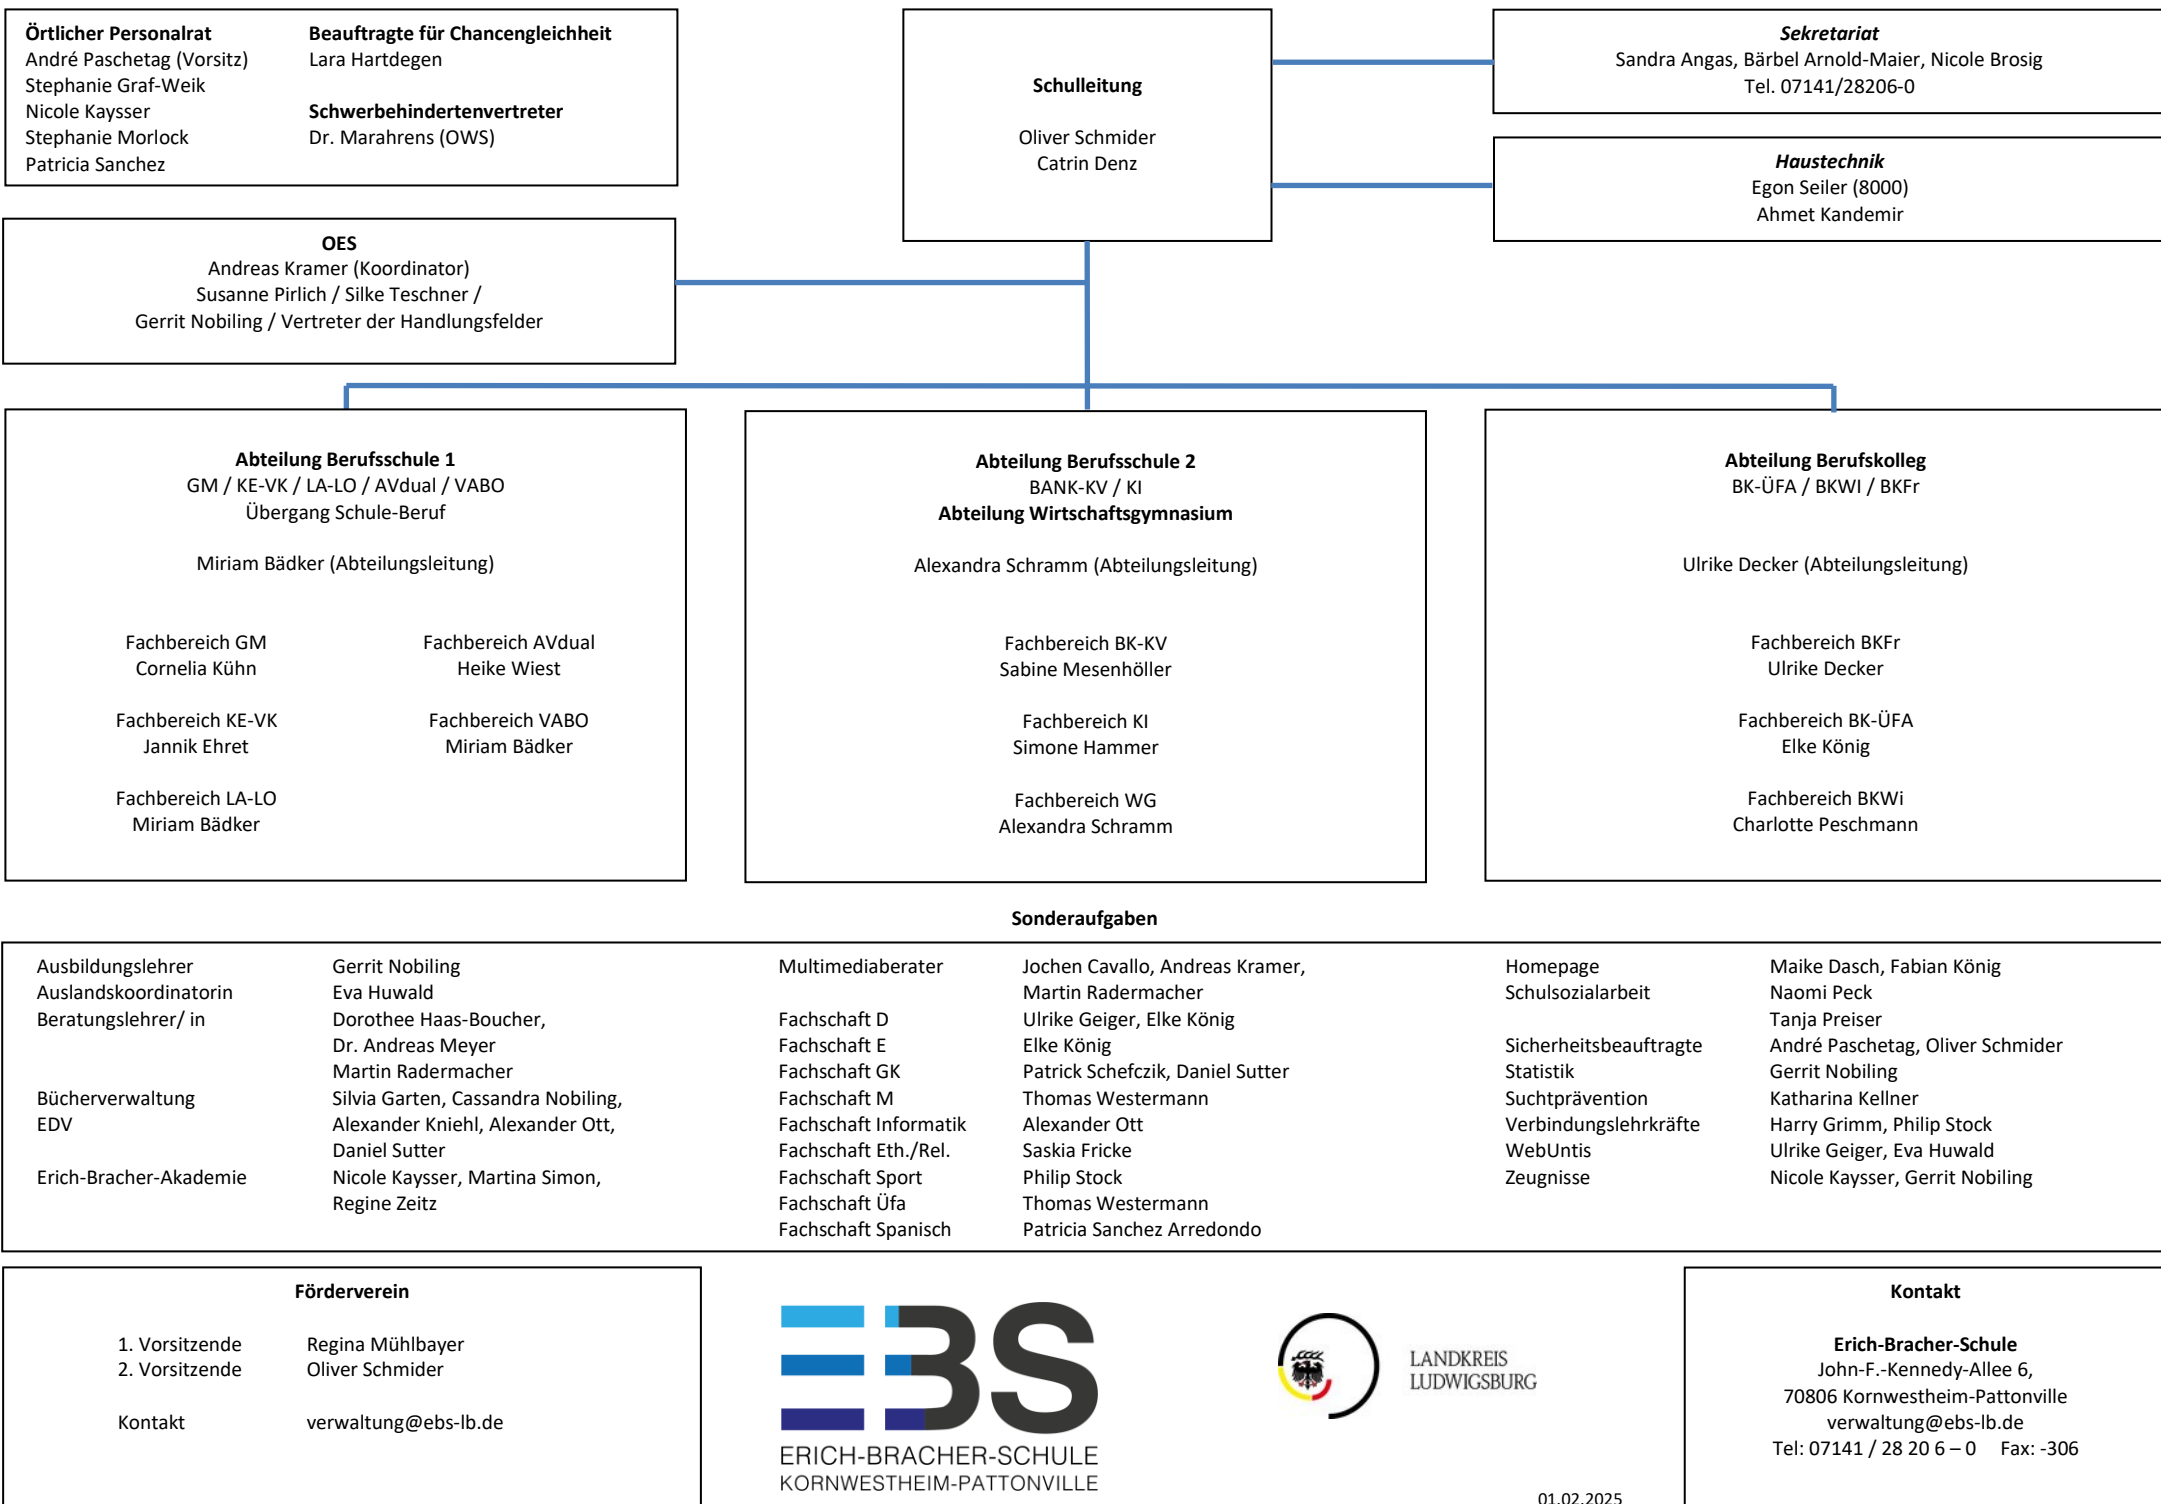 Örtlicher Personalrat
André Paschetag (Vorsitz)
Stephanie Graf-Weik
Nicole Kaysser
Stephanie Morlock
Patricia Sanchez
Beauftragte für Chancengleichheit
Lara Hartdegen
Schwerbehindertenvertreter
Dr. Marahrens (OWS)
Schulleitung
Oliver Schmider
Catrin Denz
Sekretariat
Sandra Angas, Bärbel Arnold-Maier, Nicole Brosig
Tel. 07141/28206-0
Haustechnik
Egon Seiler (8000)
Ahmet Kandemir
OES
Andreas Kramer (Koordinator)
Susanne Pirlich / Silke Teschner /
Gerrit Nobiling / Vertreter der Handlungsfelder
Abteilung Berufsschule 1
GM / KE-VK / LA-LO / AVdual / VABO
Übergang Schule-Beruf
Miriam Bädker (Abteilungsleitung)
Fachbereich GM
Cornelia Kühn
Fachbereich KE-VK
Jannik Ehret
Fachbereich LA-LO
Miriam Bädker
Fachbereich AVdual
Heike Wiest
Fachbereich VABO
Miriam Bädker
Abteilung Berufsschule 2
BANK-KV / KI
Abteilung Wirtschaftsgymnasium
Alexandra Schramm (Abteilungsleitung)
Fachbereich BK-KV
Sabine Mesenhöller
Fachbereich KI
Simone Hammer
Fachbereich WG
Alexandra Schramm
Abteilung Berufskolleg
BK-ÜFA / BKWI / BKFr
Ulrike Decker (Abteilungsleitung)
Fachbereich BKFr
Ulrike Decker
Fachbereich BK-ÜFA
Elke König
Fachbereich BKWi
Charlotte Peschmann
Sonderaufgaben
Ausbildungslehrer Gerrit Nobiling
Auslandskoordinatorin Eva Huwald
Beratungslehrer/ in Dorothee Haas-Boucher,
Dr. Andreas Meyer
Martin Radermacher
Bücherverwaltung Silvia Garten, Cassandra Nobiling,
EDV Alexander Kniehl, Alexander Ott,
Daniel Sutter
Erich-Bracher-Akademie Nicole Kaysser, Martina Simon,
Regine Zeitz
Multimediaberater Jochen Cavallo, Andreas Kramer,
Martin Radermacher
Fachschaft D Ulrike Geiger, Elke König
Fachschaft E Elke König
Fachschaft GK Patrick Schefczik, Daniel Sutter
Fachschaft M Thomas Westermann
Fachschaft Informatik Alexander Ott
Fachschaft Eth./Rel. Saskia Fricke
Fachschaft Sport Philip Stock
Fachschaft Üfa Thomas Westermann
Fachschaft Spanisch Patricia Sanchez Arredondo
Homepage Maike Dasch, Fabian König
Schulsozialarbeit Naomi Peck
Tanja Preiser
Sicherheitsbeauftragte André Paschetag, Oliver Schmider
Statistik Gerrit Nobiling
Suchtprävention Katharina Kellner
Verbindungslehrkräfte Harry Grimm, Philip Stock
WebUntis Ulrike Geiger, Eva Huwald
Zeugnisse Nicole Kaysser, Gerrit Nobiling
Förderverein
1. Vorsitzende Regina Mühlbayer
2. Vorsitzende Oliver Schmider
Kontakt verwaltung@ebs-lb.de
EBS
ERICH-BRACHER-SCHULE
KORNWESTHEIM-PATTONVILLE
LANDKREIS
LUDWIGSBURG
01.02.2025
Kontakt
Erich-Bracher-Schule
John-F.-Kennedy-Allee 6,
70806 Kornwestheim-Pattonville
verwaltung@ebs-lb.de
Tel: 07141 / 28 20 6 – 0 Fax: -306